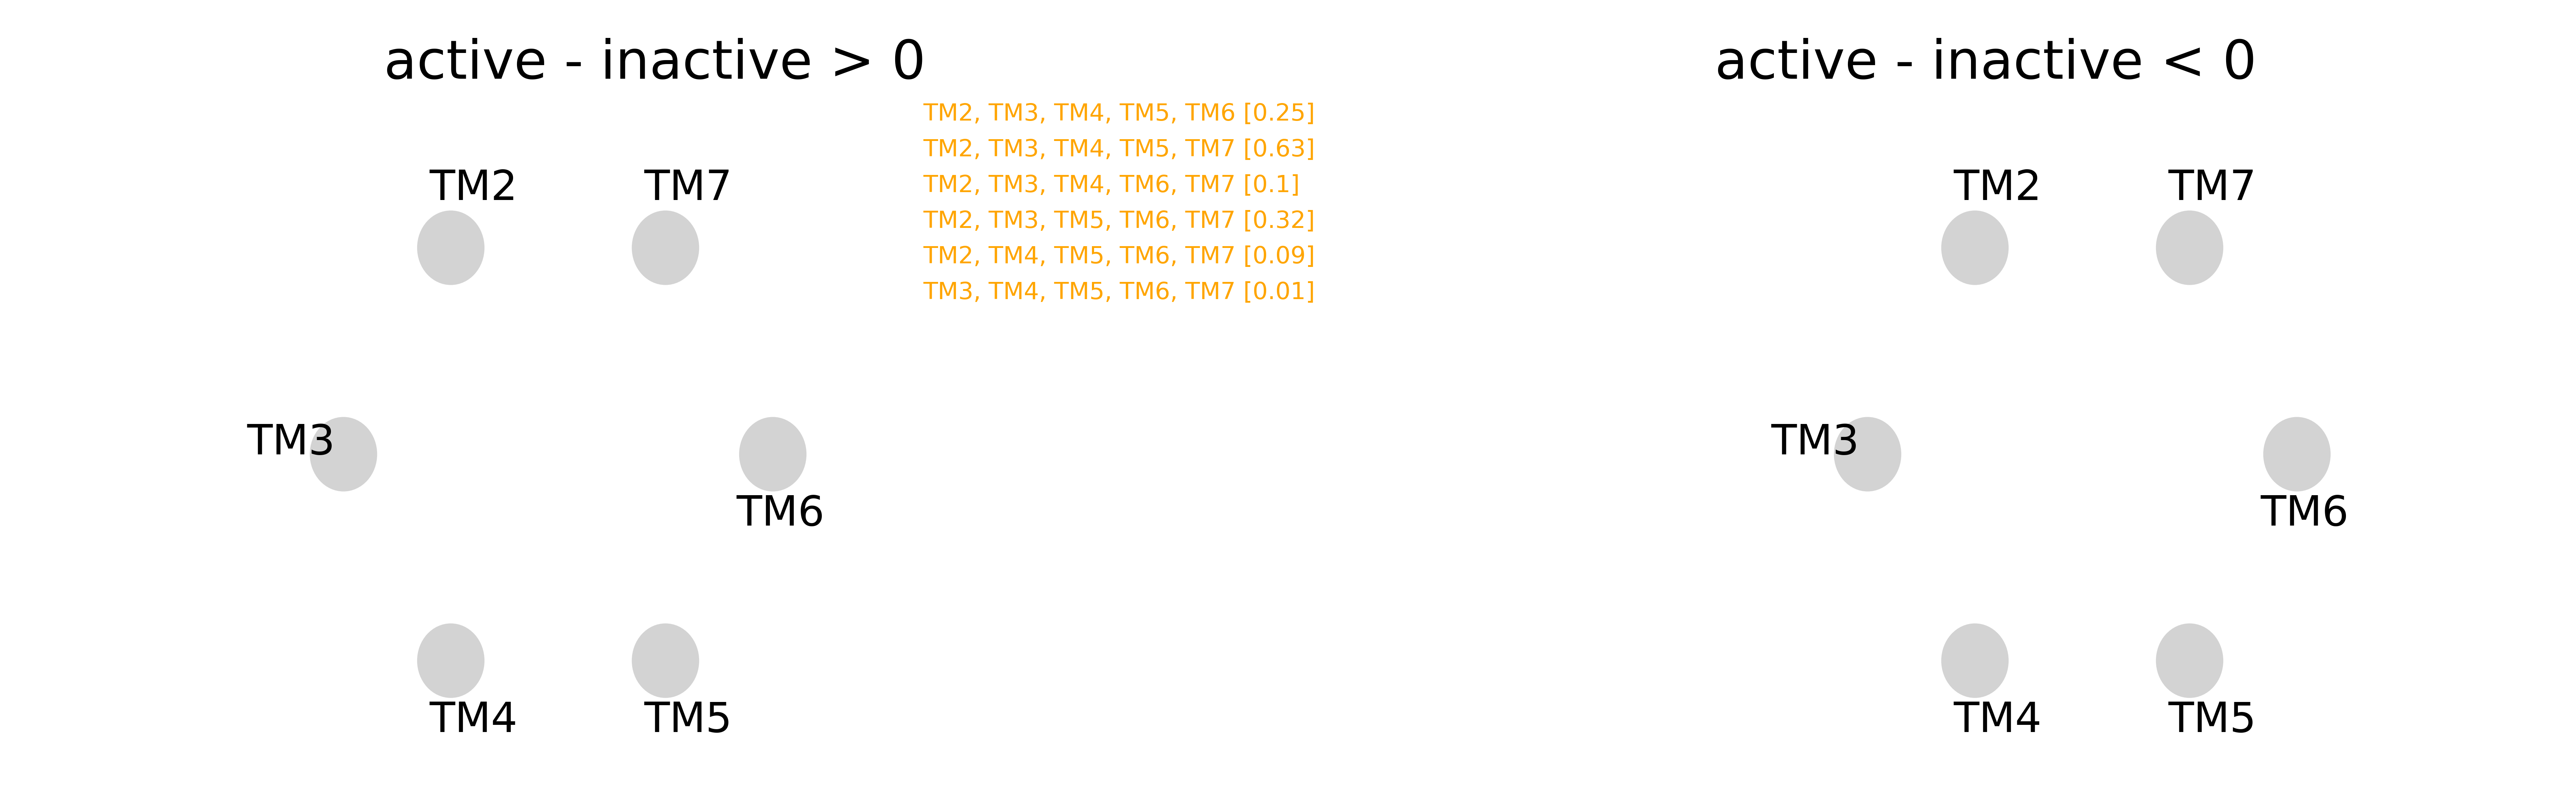 active - inactive > 0
TM2, TM3, TM4, TM5, TM6 [0.25]
TM2, TM3, TM4, TM5, TM7 [0.63]
TM2, TM3, TM4, TM6, TM7 [0.1]
TM2, TM3, TM5, TM6, TM7 [0.32]
TM2, TM4, TM5, TM6, TM7 [0.09]
TM3, TM4, TM5, TM6, TM7 [0.01]
TM2
TM7
TM3
TM6
TM4
TM5
active - inactive < 0
TM2
TM7
TM3
TM6
TM4
TM5